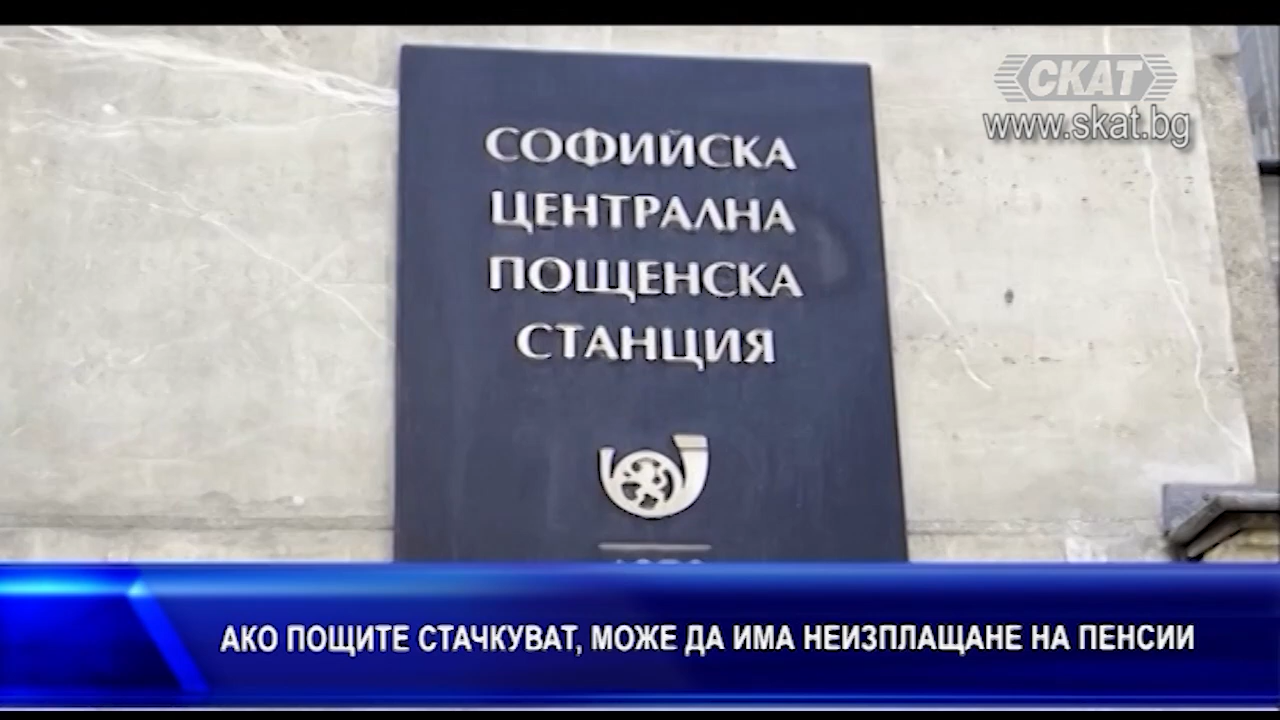 СКАТ
www.skat.bg
СОФИЙСКА
ЦЕНТРАЛНА
ПОЩЕНСКА
СТАНЦИЯ
АКО ПОЩИТЕ СТАЧКУВАТ, МОЖЕ ДА ИМА НЕИЗПЛАЩАНЕ НА ПЕНСИИ